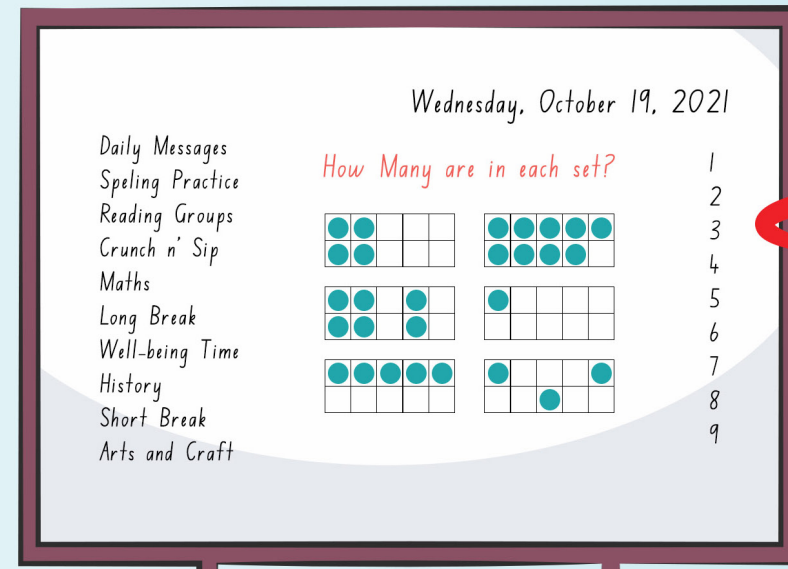 Wednesday, October 19, 2021
Daily Messages
Speling Practice
Reading Groups
Crunch n' Sip
Maths
Long Break
Well-being Time
History
Short Break
Arts and Craft
How Many are in each set?
1
2
3
4
5
6
7
8
9